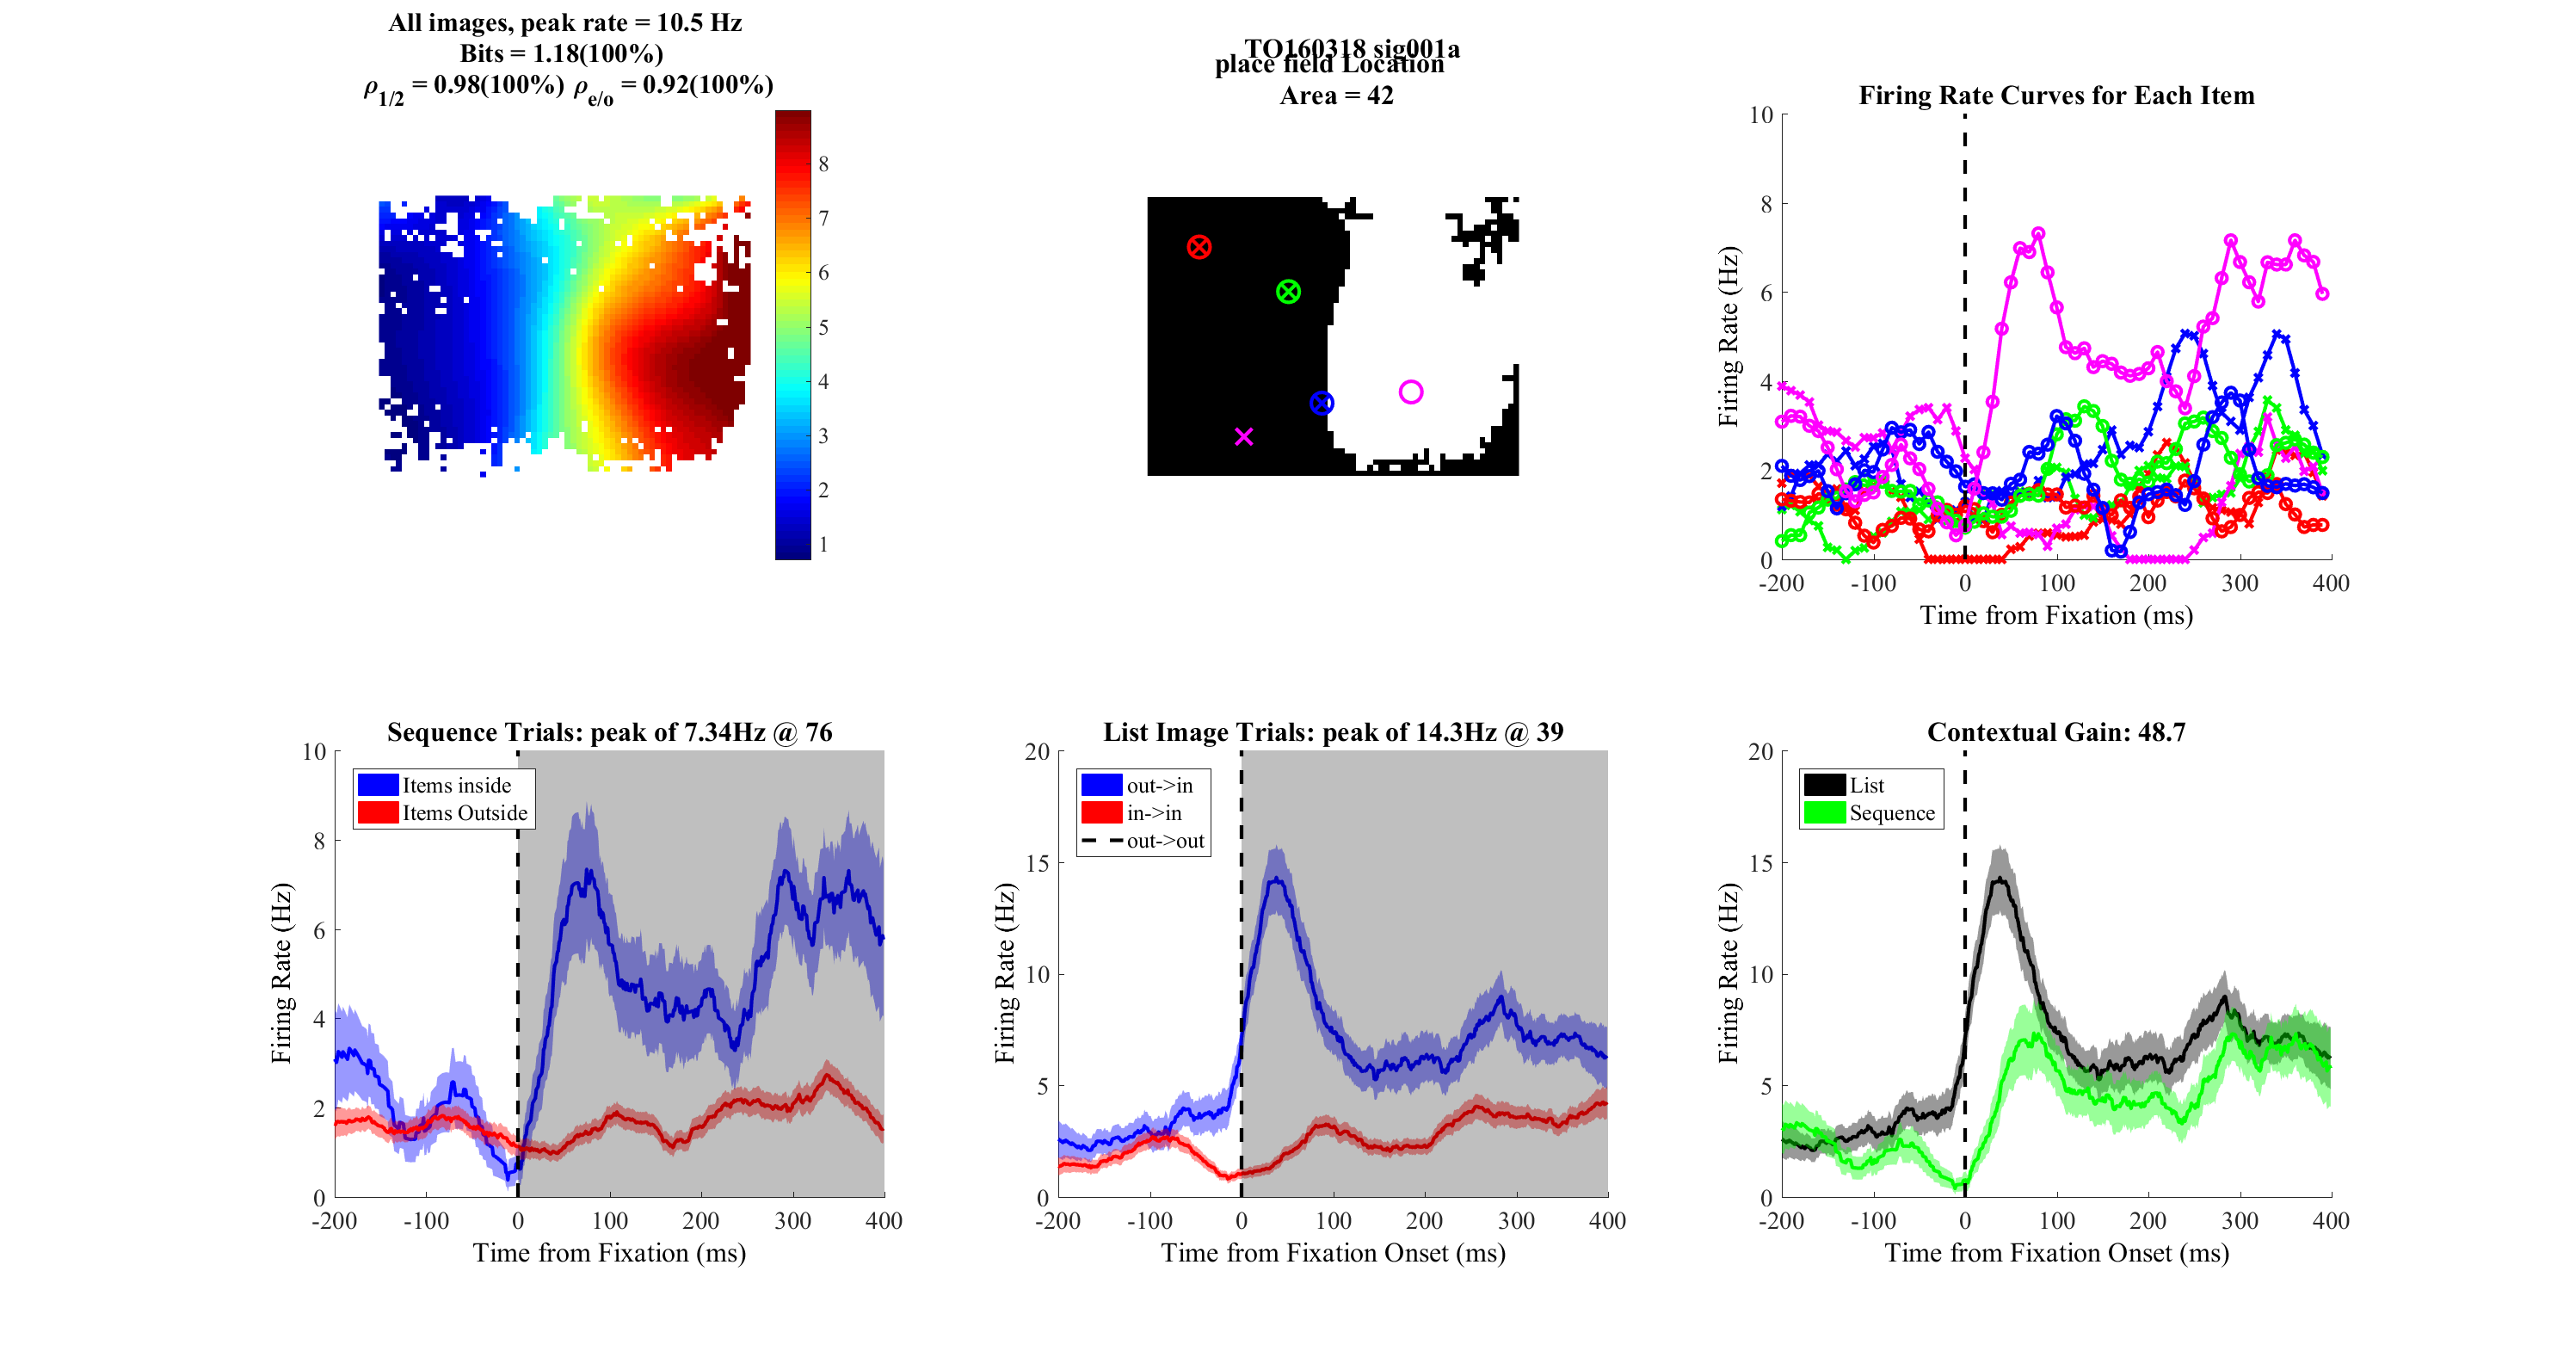 All images, peak rate = 10.5 Hz
Bits = 1.18(100%)
ρ1/2 = 0.98(100%) ρe/o = 0.92(100%)
8
7
6
5
4
3
2
1
TO160318 sig001a
place field Location
Area = 42
Firing Rate Curves for Each Item
10
8
6
4
2
0
Firing Rate (Hz)
-200 -100 0 100 200 300 400
Time from Fixation (ms)
Sequence Trials: peak of 7.34Hz @ 76
Items inside
Items Outside
10
8
6
4
2
0
Firing Rate (Hz)
-200 -100 0 100 200 300 400
Time from Fixation (ms)
List Image Trials: peak of 14.3Hz @ 39
out->in
in->in
out->out
20
15
10
5
0
Firing Rate (Hz)
-200 -100 0 100 200 300 400
Time from Fixation Onset (ms)
Contextual Gain: 48.7
List
Sequence
20
15
10
5
0
Firing Rate (Hz)
-200 -100 0 100 200 300 400
Time from Fixation Onset (ms)